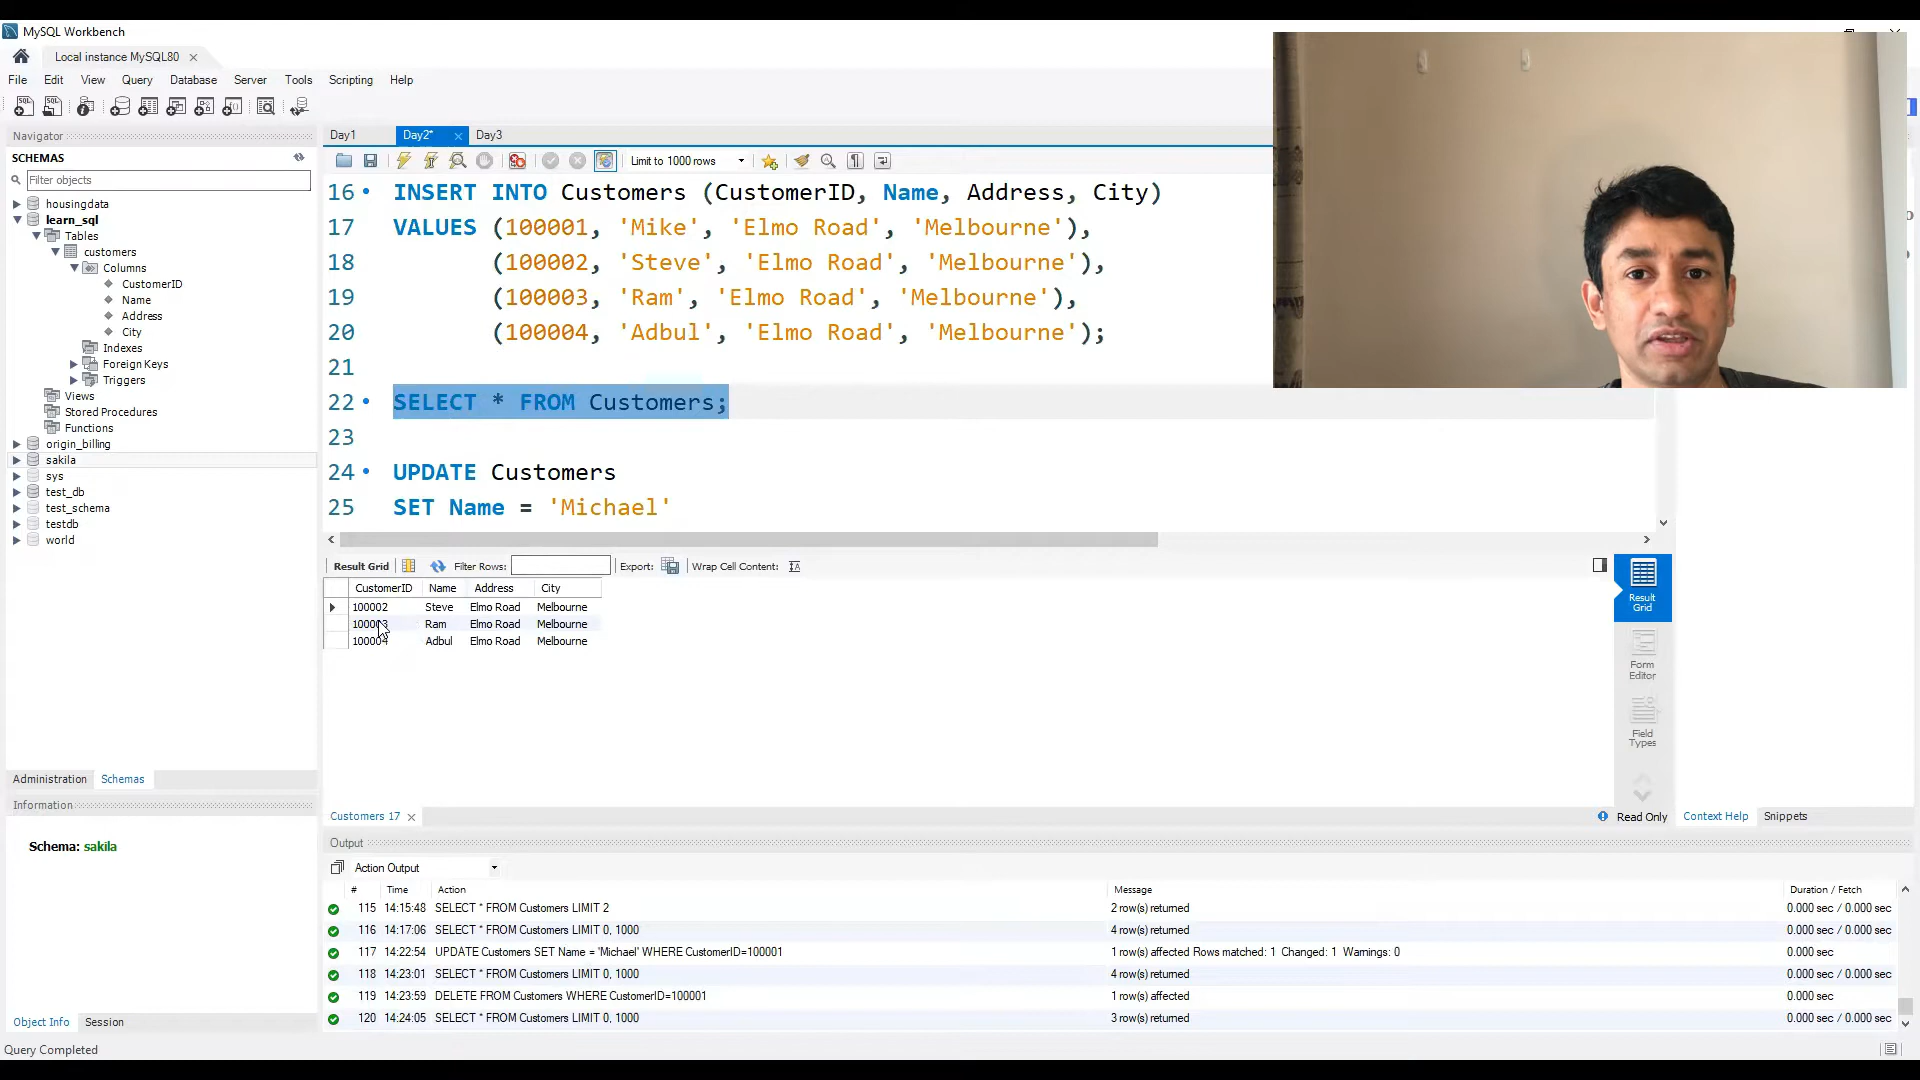 MySQL Workbench
Local instance MySQL80
File Edit View Query Database Server Tools Scripting Help
Navigator
SCHEMAS
Filter objects
housingdata
learn_sql
Tables
customers
Columns
CustomerID
Name
Address
City
Indexes
Foreign Keys
Triggers
Views
Stored Procedures
Functions
origin_billing
sakila
sys
test_db
test_schema
testdb
world
Administration Schemas
Information
Schema: sakila
Object Info Session
Day1 Day2* Day3
Limit to 1000 rows
16 INSERT INTO Customers (CustomerID, Name, Address, City)
17 VALUES (100001, 'Mike', 'Elmo Road', 'Melbourne'),
18 (100002, 'Steve', 'Elmo Road', 'Melbourne'),
19 (100003, 'Ram', 'Elmo Road', 'Melbourne'),
20 (100004, 'Adbul', 'Elmo Road', 'Melbourne');
21
22 SELECT * FROM Customers;
23
24 UPDATE Customers
25 SET Name = 'Michael'
Result Grid Filter Rows: Export: Wrap Cell Content:
CustomerID Name Address City
100002 Steve Elmo Road Melbourne
100003 Ram Elmo Road Melbourne
100004 Adbul Elmo Road Melbourne
Result Grid
Form Editor
Field Types
Customers 17 Read Only Context Help Snippets
Output
Action Output
# Time Action Message Duration / Fetch
115 14:15:48 SELECT * FROM Customers LIMIT 2 2 row(s) returned 0.000 sec / 0.000 sec
116 14:17:06 SELECT * FROM Customers LIMIT 0, 1000 4 row(s) returned 0.000 sec / 0.000 sec
117 14:22:54 UPDATE Customers SET Name = 'Michael' WHERE CustomerID=100001 1 row(s) affected Rows matched: 1 Changed: 1 Warnings: 0 0.000 sec
118 14:23:01 SELECT * FROM Customers LIMIT 0, 1000 4 row(s) returned 0.000 sec / 0.000 sec
119 14:23:59 DELETE FROM Customers WHERE CustomerID=100001 1 row(s) affected 0.000 sec
120 14:24:05 SELECT * FROM Customers LIMIT 0, 1000 3 row(s) returned 0.000 sec / 0.000 sec
Query Completed